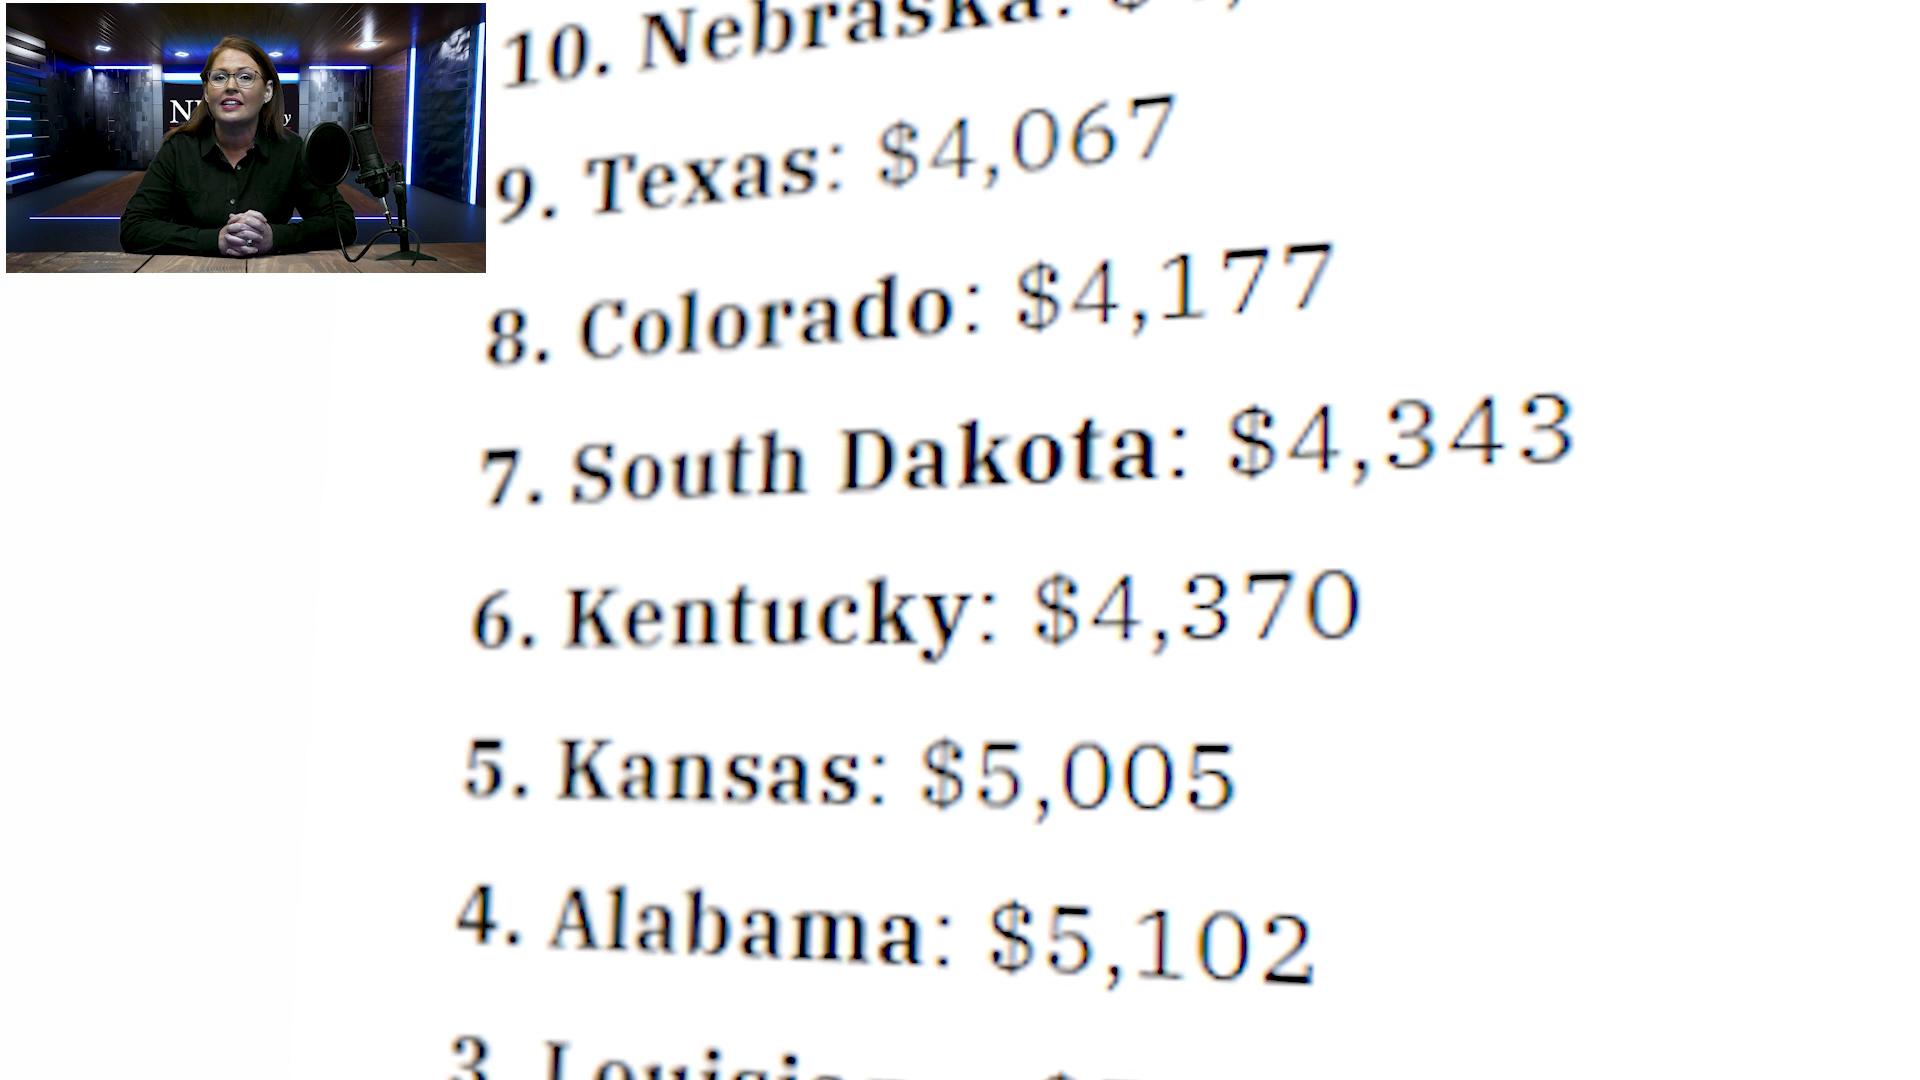 10. Nebraska:
9. Texas: $4,067
8. Colorado: $4,177
7. South Dakota: $4,343
6. Kentucky: $4,370
5. Kansas: $5,005
4. Alabama: $5,102
3